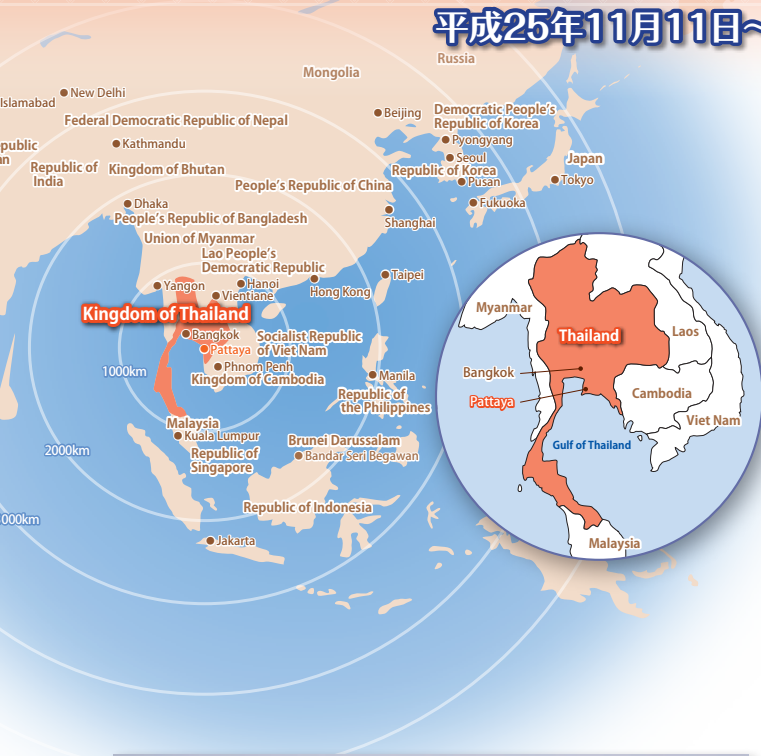 平成25年11月11日～
Russia
Mongolia
New Delhi
Islamabad
Beijing
Democratic People's
Republic of Korea
Federal Democratic Republic of Nepal
Kathmandu
Pyongyang
Seoul
Japan
Republic of
India
Kingdom of Bhutan
Republic of Korea
Pusan
Tokyo
People's Republic of China
Dhaka
Fukuoka
People's Republic of Bangladesh
Shanghai
Union of Myanmar
Lao People's
Democratic Republic
Taipei
Yangon
Hanoi
Vientiane
Hong Kong
Kingdom of Thailand
Bangkok
Pattaya
Socialist Republic
of Viet Nam
Phnom Penh
Kingdom of Cambodia
1000km
Manila
Republic of
the Philippines
Malaysia
Kuala Lumpur
Republic of
Singapore
Brunei Darussalam
Bandar Seri Begawan
2000km
Republic of Indonesia
000km
Jakarta
Myanmar
Thailand
Laos
Bangkok
Pattaya
Cambodia
Viet Nam
Gulf of Thailand
Malaysia